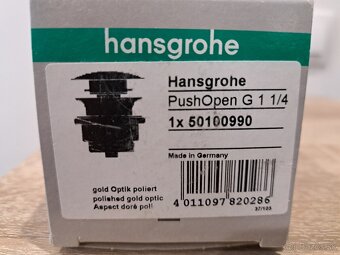 hansgrohe
Hansgrohe
PushOpen G 1 1/4
1x 50100990
Made in Germany
gold Optik poliert
polished gold optic
Aspect doré poli
4 011097 820286